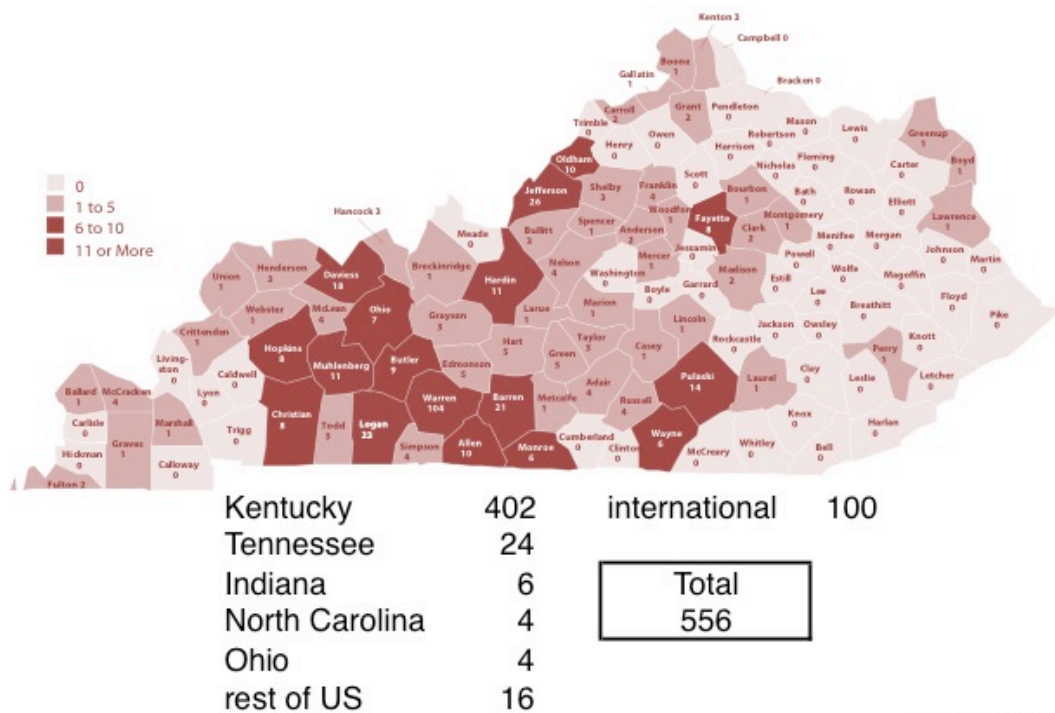 Kenton 3
Campbell 0
Boone
1
Gallatin
1
Bracken 0
Carroll
2
Grant
2
Pendleton
0
Trimble
0
Owen
0
Mason
0
Robertson
0
Lewis
0
Greenup
1
Henry
0
Harrison
0
Fleming
0
Boyd
1
Oldham
10
Nicholas
0
Carter
0
Scott
0
Rowan
0
Bath
0
Elliott
0
0
1 to 5
6 to 10
11 or More
Jefferson
26
Shelby
3
Franklin
4
Bourbon
1
Woodfor
1
Fayette
8
Montgomery
1
Lawrence
1
Hancock 3
Meade
0
Bullitt
3
Spencer
1
Anderson
2
Clark
2
Menifee
0
Morgan
0
Johnson
0
Martin
0
Jessamin
0
Powell
0
Mercer
1
Union
1
Henderson
3
Daviess
18
Breckinridge
1
Hardin
11
Nelson
4
Washington
0
Madison
2
Estill
0
Wolfe
0
Magoffin
0
Boyle
0
Garrard
0
Lee
0
Floyd
0
Pike
0
Webster
1
McLean
4
Ohio
7
Grayson
3
Larue
1
Marion
1
Lincoln
1
Breathitt
0
Jackson
0
Owsley
0
Knott
0
Crittenden
1
Hopkins
8
Muhlenberg
11
Butler
9
Edmonson
5
Hart
5
Green
5
Taylor
3
Casey
1
Rockcastle
0
Perry
1
Living-
ston
0
Caldwell
0
Lyon
0
Pulaski
14
Laurel
1
Clay
0
Leslie
0
Letcher
0
Ballard
1
McCracken
4
Warren
104
Barren
21
Metcalfe
1
Adair
4
Russell
4
Carlisle
0
Marshall
1
Trigg
0
Christian
8
Todd
3
Logan
23
Simpson
4
Allen
10
Monroe
6
Cumberland
0
Clinton
0
Wayne
6
McCreary
0
Whitley
0
Knox
0
Bell
0
Harlan
0
Hickman
0
Graves
1
Calloway
0
Fulton 2
Kentucky 402 international 100
Tennessee 24
Indiana 6 Total
North Carolina 4 556
Ohio 4
rest of US 16